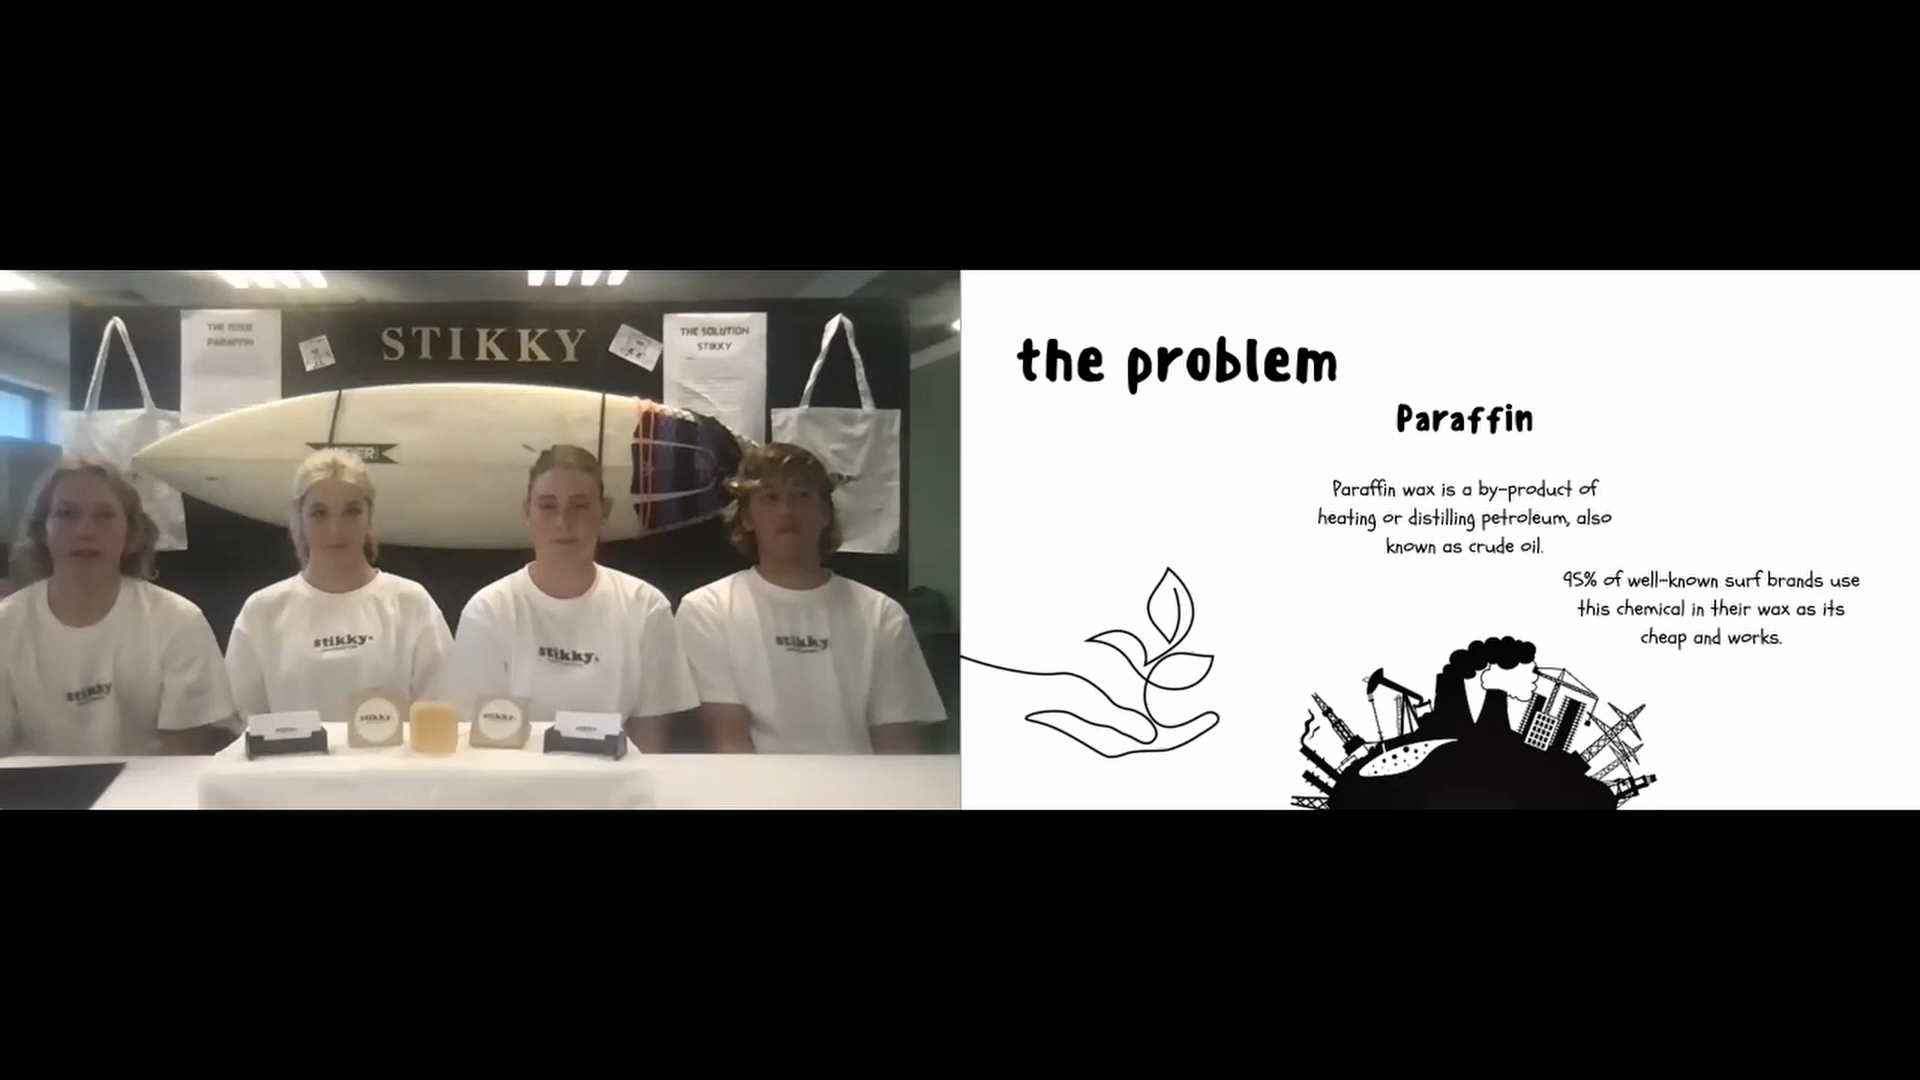 THE ISSUE
PARAFFIN
STIKKY
THE SOLUTION
STIKKY
stikky.
stikky.
stikky.
stikky.
stikky.
stikky.
the problem
Paraffin
Paraffin wax is a by-product of
heating or distilling petroleum, also
known as crude oil.
95% of well-known surf brands use
this chemical in their wax as its
cheap and works.